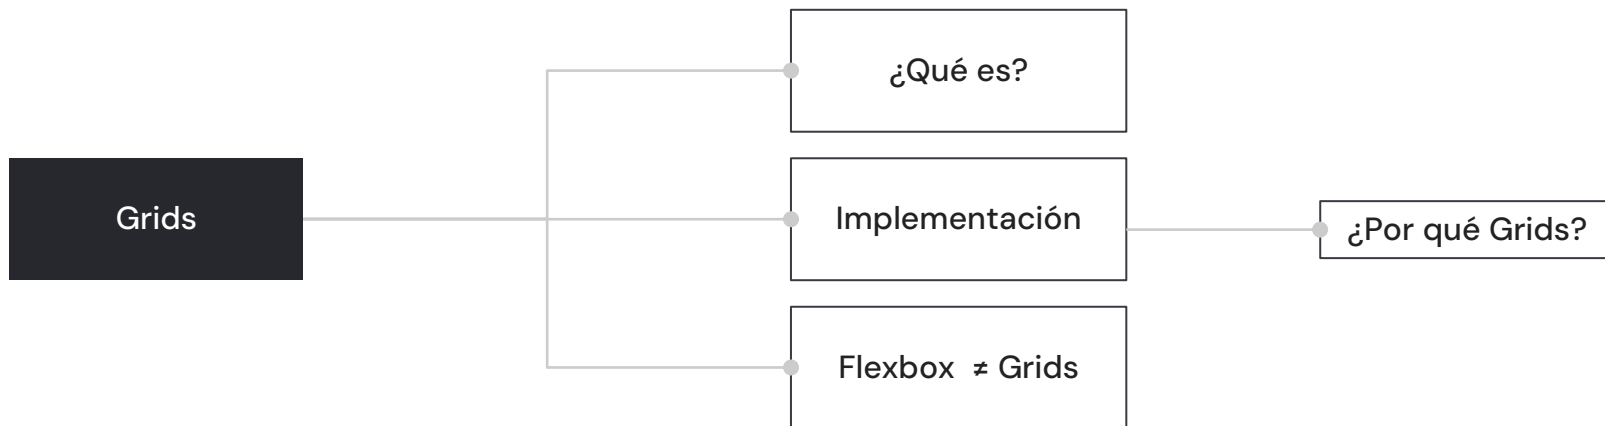 ¿Qué es?
Grids
Implementación
¿Por qué Grids?
Flexbox ≠ Grids